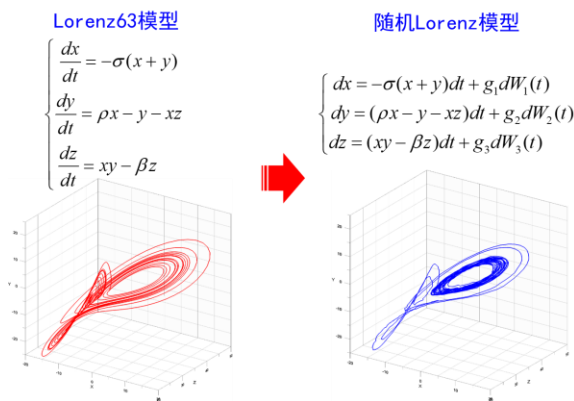 Lorenz63模型
随机Lorenz模型
dx/dt = -σ(x + y)
dy/dt = ρx - y - xz
dz/dt = xy - βz
dx = -σ(x + y)dt + g₁dW₁(t)
dy = (ρx - y - xz)dt + g₂dW₂(t)
dz = (xy - βz)dt + g₃dW₃(t)